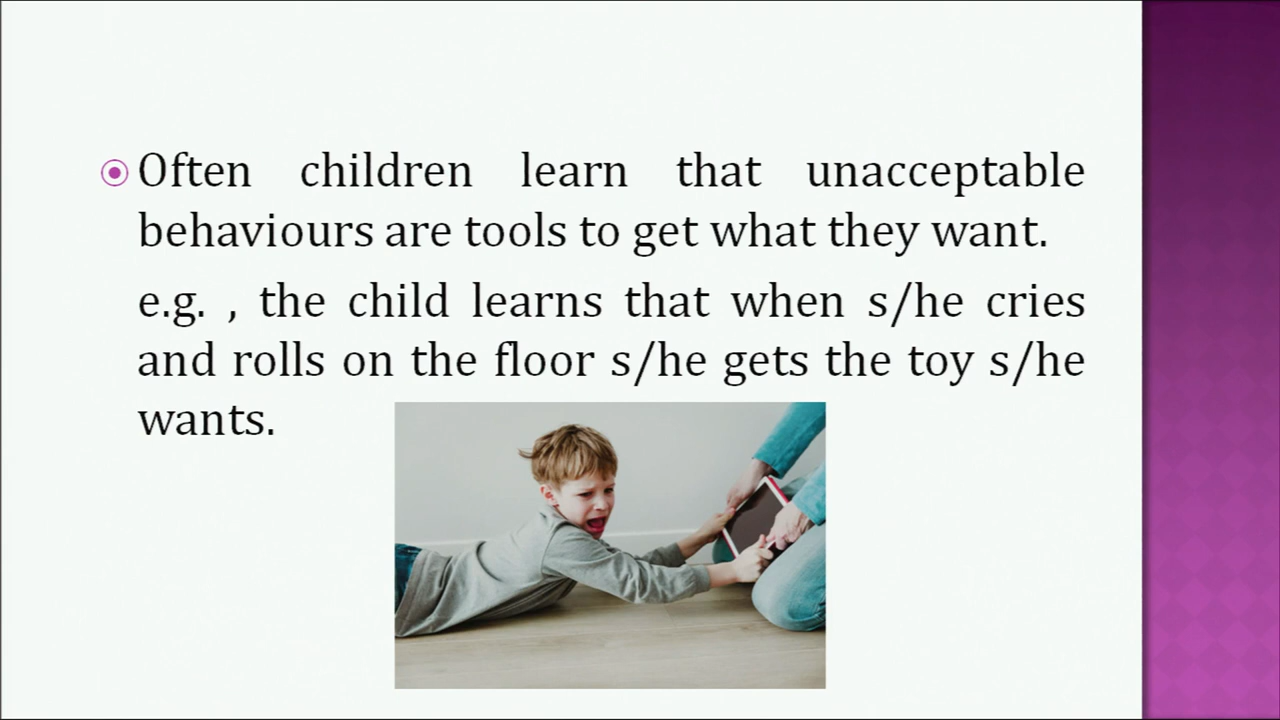 Often children learn that unacceptable
behaviours are tools to get what they want.
e.g. , the child learns that when s/he cries
and rolls on the floor s/he gets the toy s/he
wants.